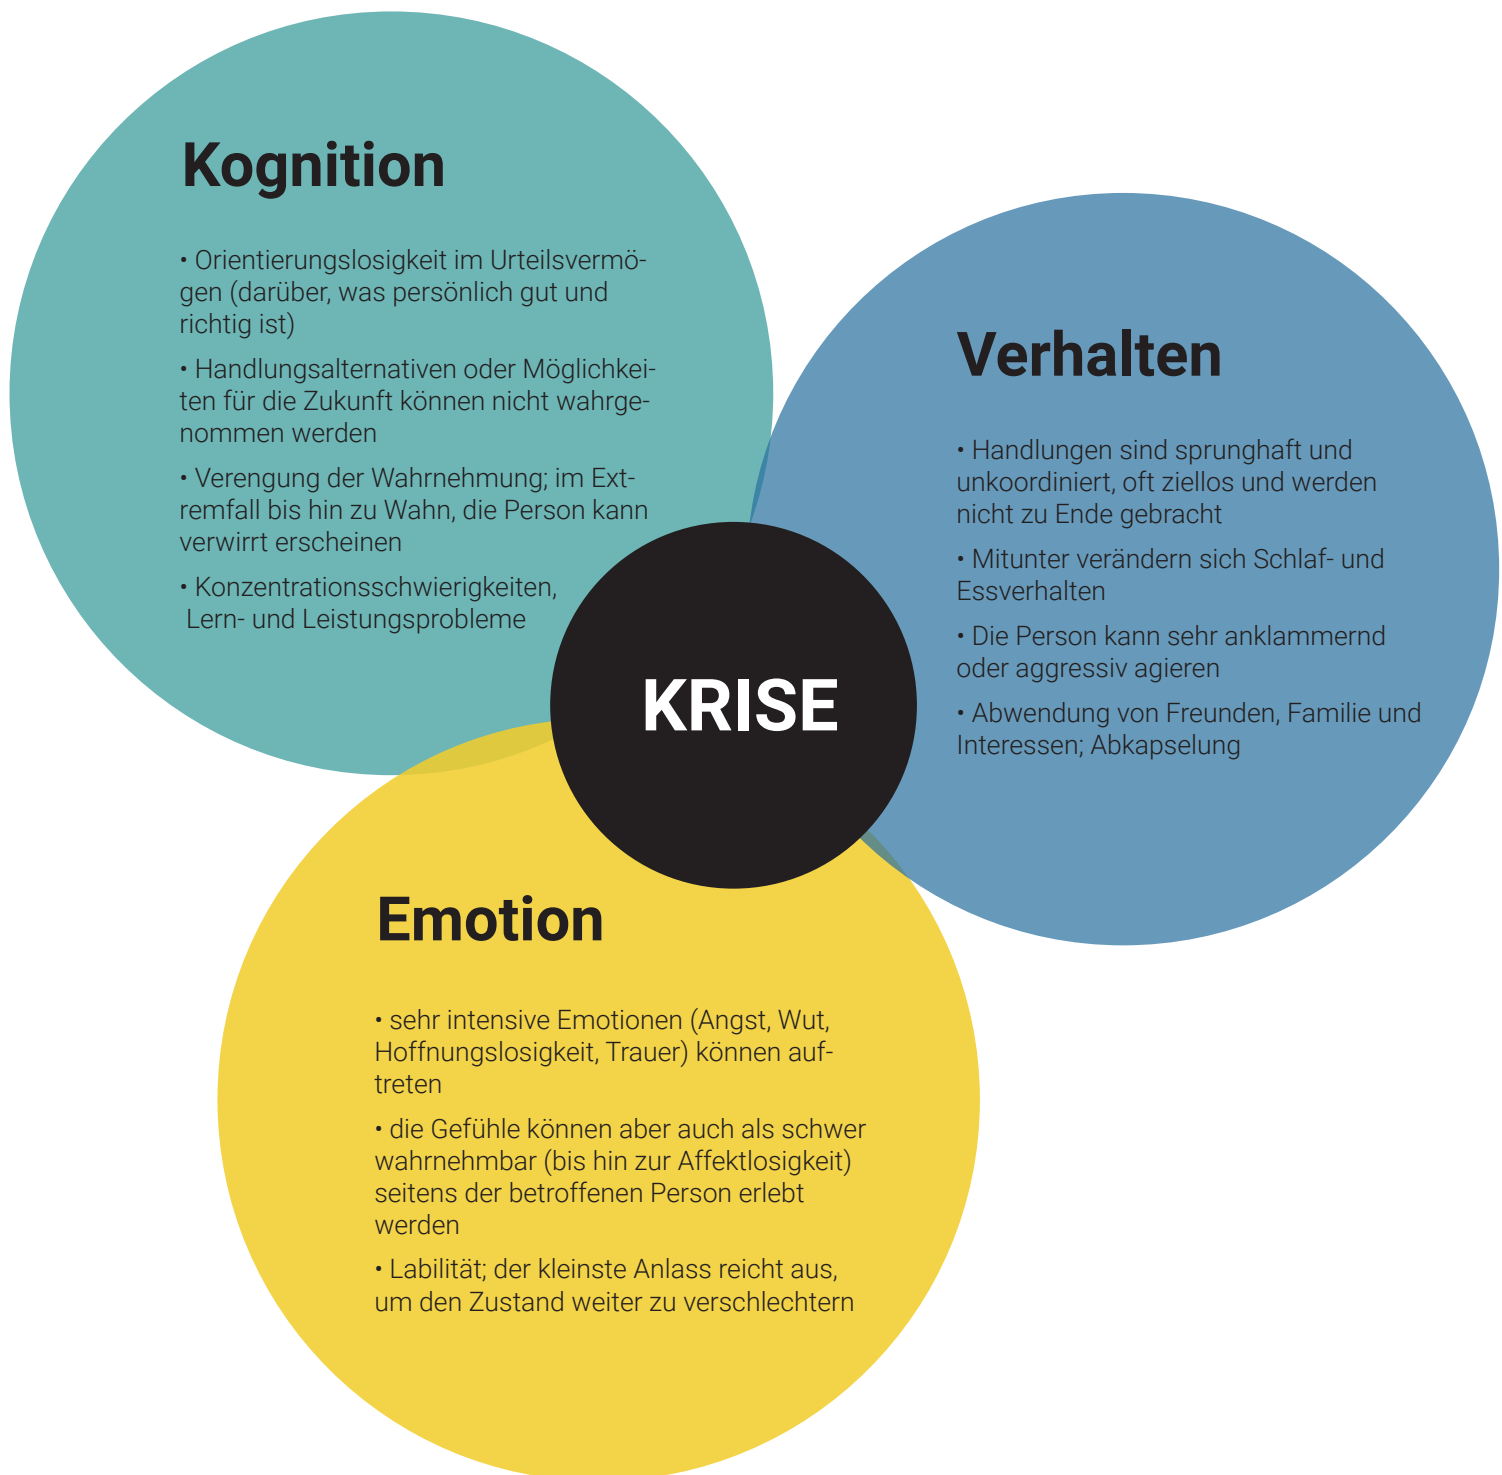 Kognition
• Orientierungslosigkeit im Urteilsvermö-
gen (darüber, was persönlich gut und
richtig ist)
• Handlungsalternativen oder Möglichkei-
ten für die Zukunft können nicht wahrge-
nommen werden
• Verengung der Wahrnehmung; im Ext-
remfall bis hin zu Wahn, die Person kann
verwirrt erscheinen
• Konzentrationsschwierigkeiten,
Lern- und Leistungsprobleme
Verhalten
• Handlungen sind sprunghaft und
unkoordiniert, oft ziellos und werden
nicht zu Ende gebracht
• Mitunter verändern sich Schlaf- und
Essverhalten
• Die Person kann sehr anklammernd
oder aggressiv agieren
• Abwendung von Freunden, Familie und
Interessen; Abkapselung
KRISE
Emotion
• sehr intensive Emotionen (Angst, Wut,
Hoffnungslosigkeit, Trauer) können auf-
treten
• die Gefühle können aber auch als schwer
wahrnehmbar (bis hin zur Affektlosigkeit)
seitens der betroffenen Person erlebt
werden
• Labilität; der kleinste Anlass reicht aus,
um den Zustand weiter zu verschlechtern